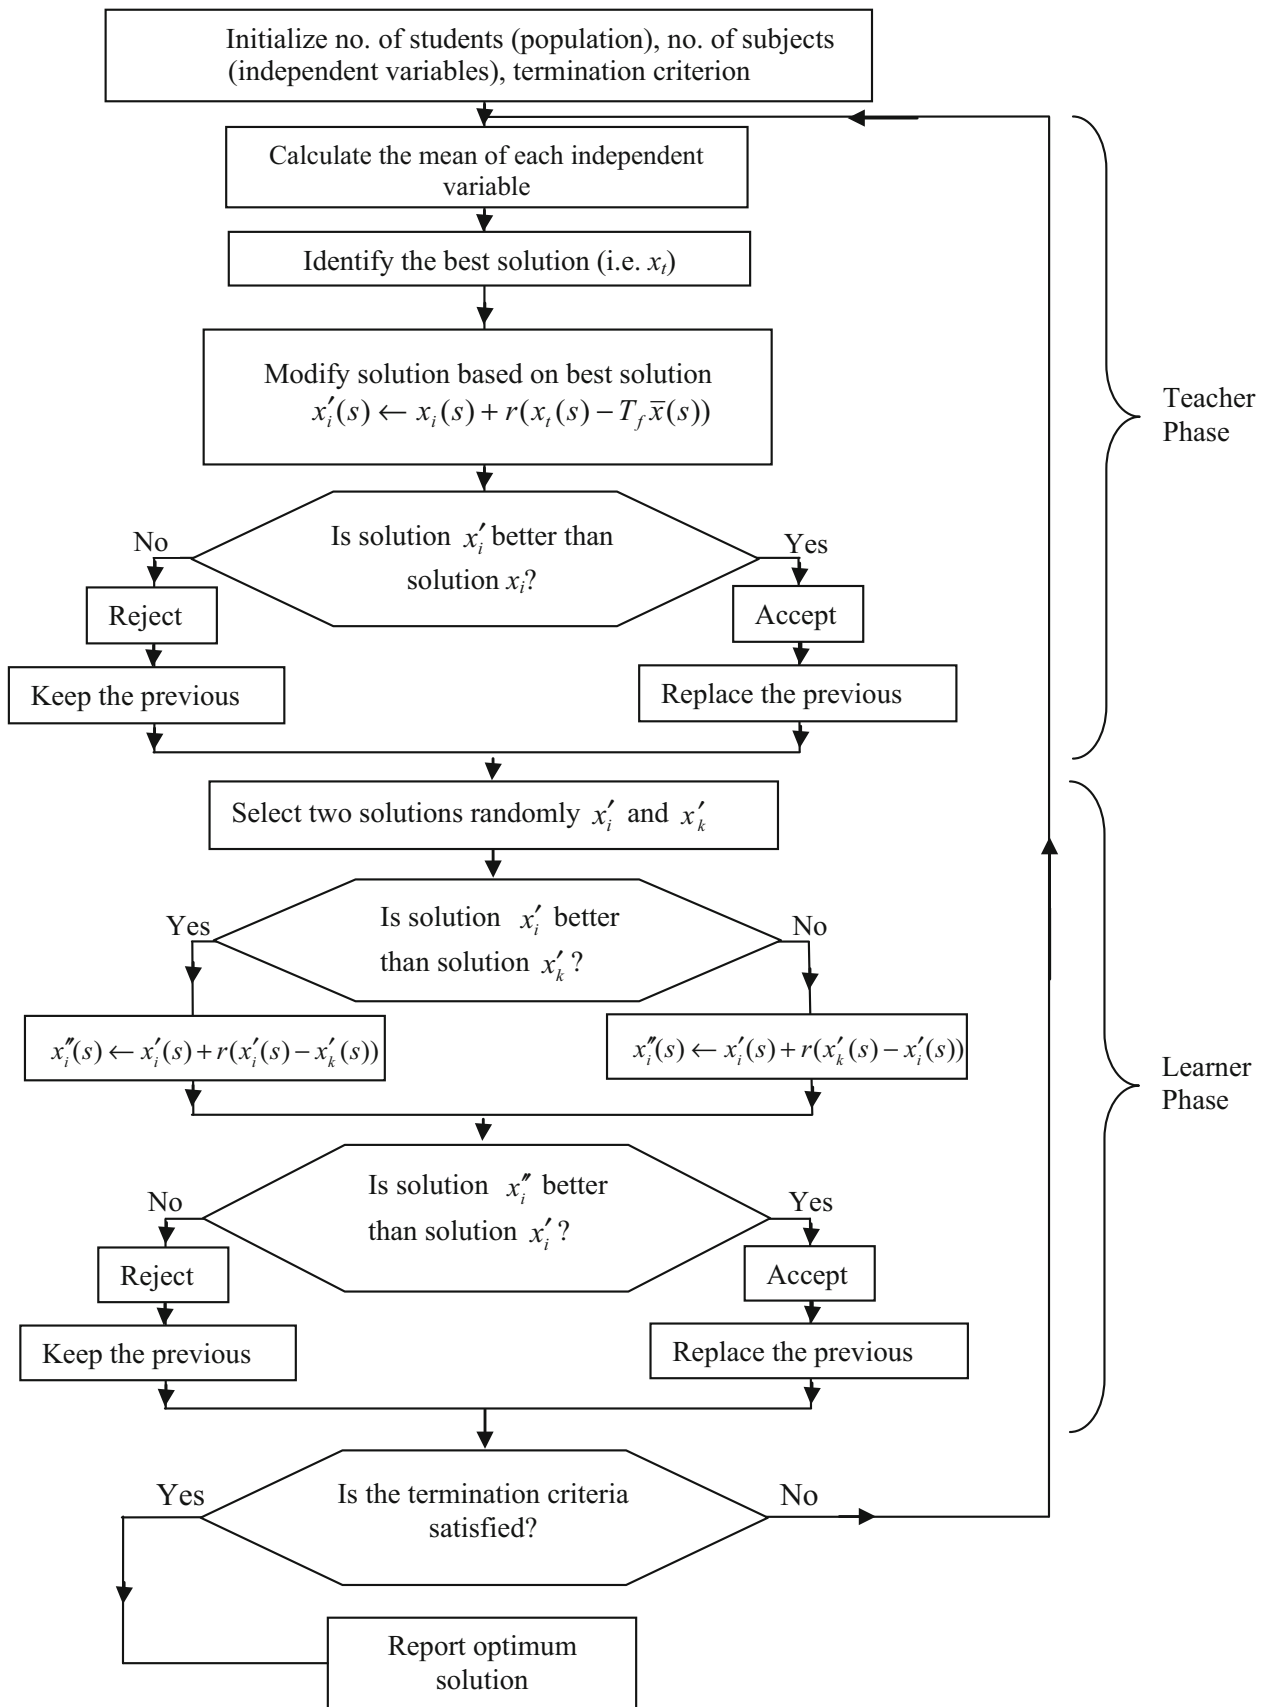 Initialize no. of students (population), no. of subjects
(independent variables), termination criterion
Calculate the mean of each independent
variable
Identify the best solution (i.e. xₜ)
Modify solution based on best solution
x′ᵢ(s) ← xᵢ(s) + r(xₜ(s) − T_f x̅(s))
Teacher
Phase
No
Is solution x′ᵢ better than
solution xᵢ?
Yes
Reject
Accept
Keep the previous
Replace the previous
Select two solutions randomly x′ᵢ and x′ₖ
Yes
Is solution x′ᵢ better
than solution x′ₖ ?
No
x″ᵢ(s) ← x′ᵢ(s) + r(x′ᵢ(s) − x′ₖ(s))
x″ᵢ(s) ← x′ᵢ(s) + r(x′ₖ(s) − x′ᵢ(s))
Learner
Phase
No
Is solution x″ᵢ better
than solution x′ᵢ ?
Yes
Reject
Accept
Keep the previous
Replace the previous
Yes
Is the termination criteria
satisfied?
No
Report optimum
solution